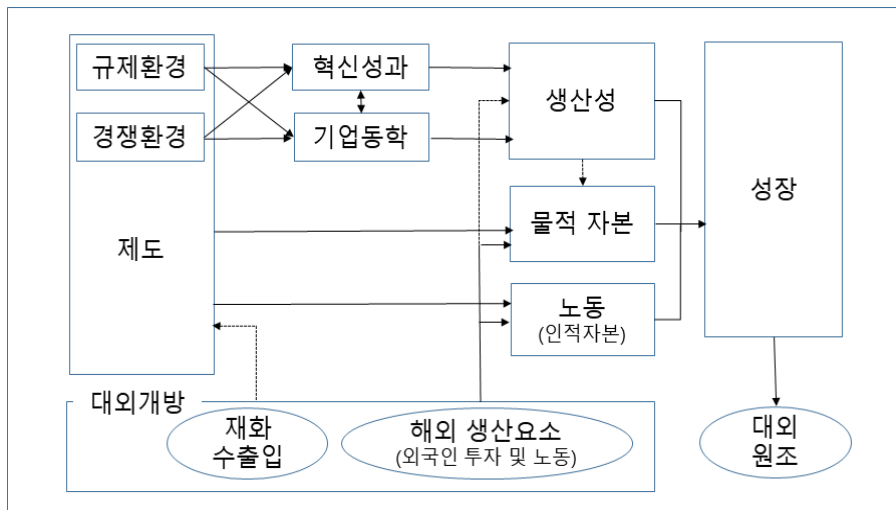 규제환경
혁신성과
생산성
성장
경쟁환경
기업동학
제도
물적 자본
노동
(인적자본)
대외개방
재화
수출입
해외 생산요소
(외국인 투자 및 노동)
대외
원조